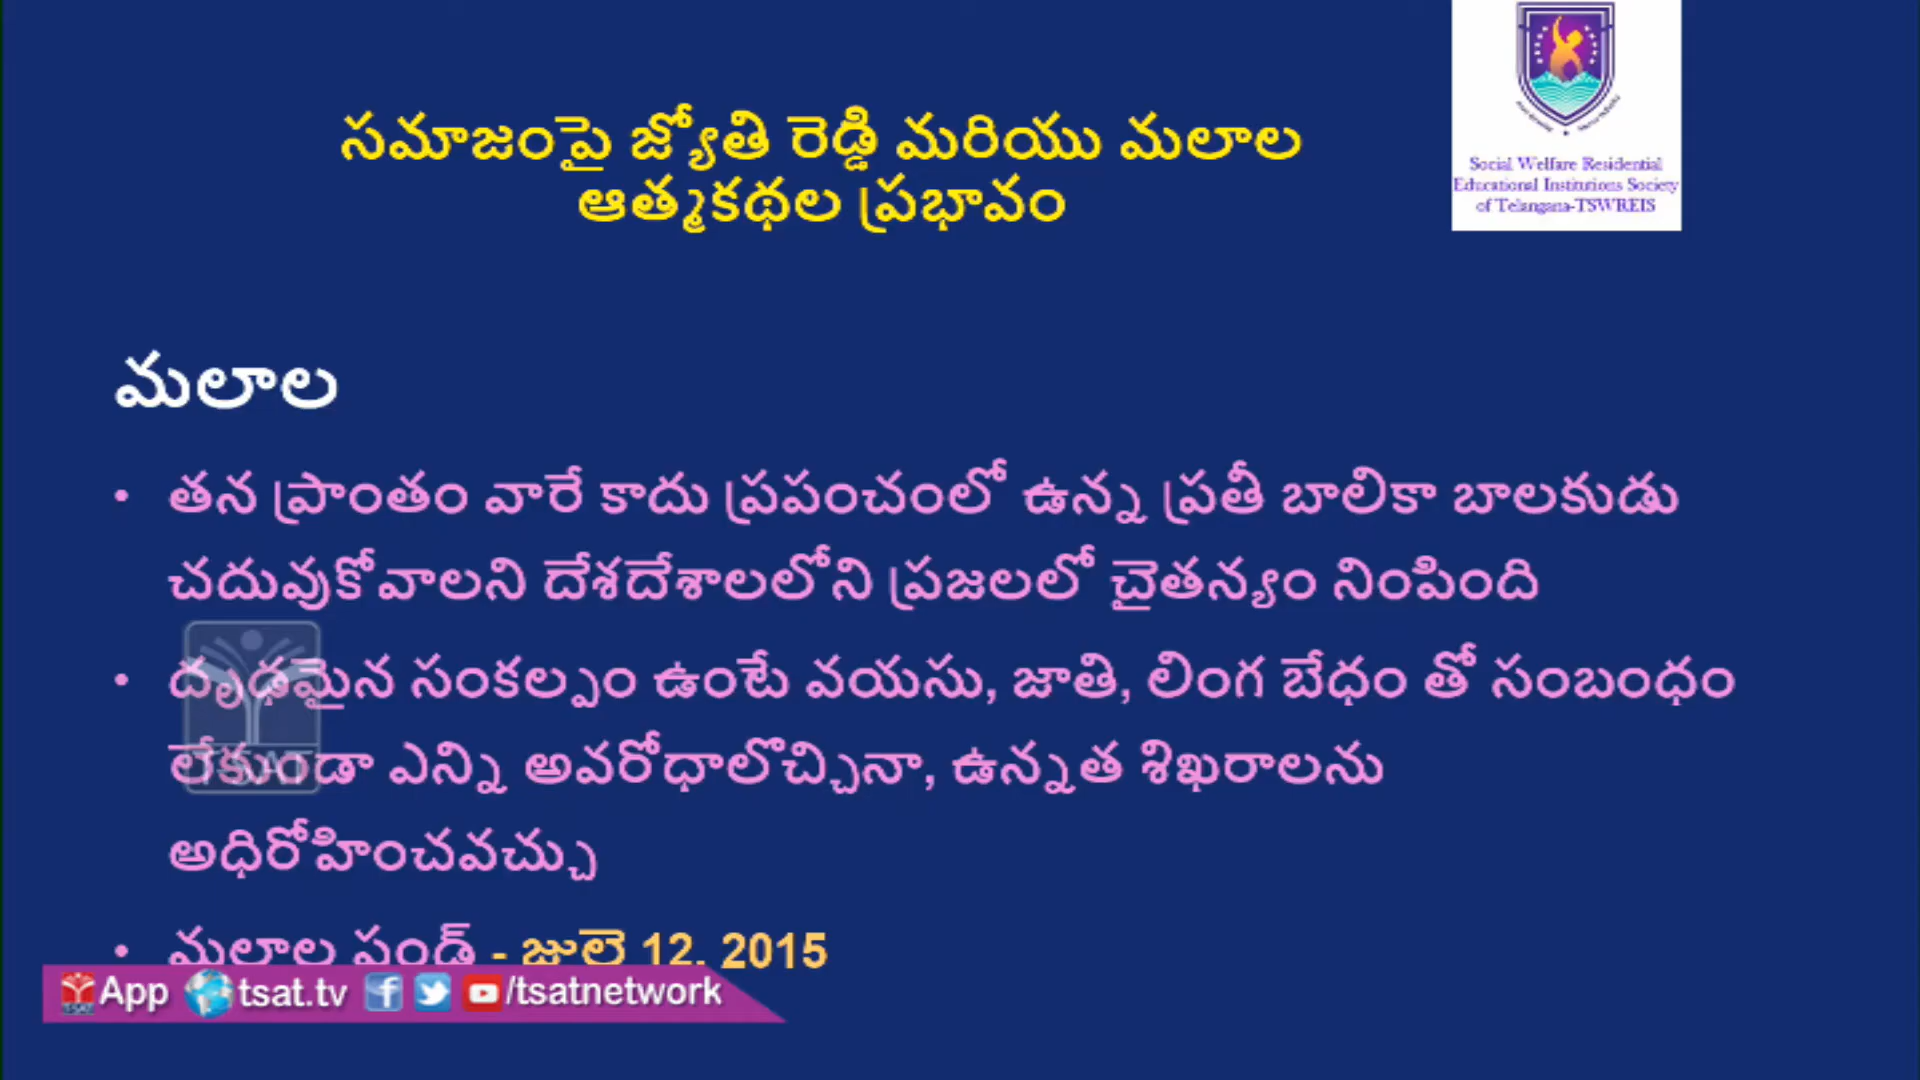 సమాజంపై జ్యోతి రెడ్డి మరియు మలాల
ఆత్మకథల ప్రభావం
Social Welfare Residential
Educational Institutions Society
of Telangana-TSWREIS
మలాల
• తన ప్రాంతం వారే కాదు ప్రపంచంలో ఉన్న ప్రతీ బాలికా బాలకుడు
చదువుకోవాలని దేశదేశాలలోని ప్రజలలో చైతన్యం నింపింది
• దృఢమైన సంకల్పం ఉంటే వయసు, జాతి, లింగ బేధం తో సంబంధం
లేకుండా ఎన్ని అవరోధాలొచ్చినా, ఉన్నత శిఖరాలను
అధిరోహించవచ్చు
• మలాల పండ్ - జులై 12, 2015
TSAT
App tsat.tv /tsatnetwork